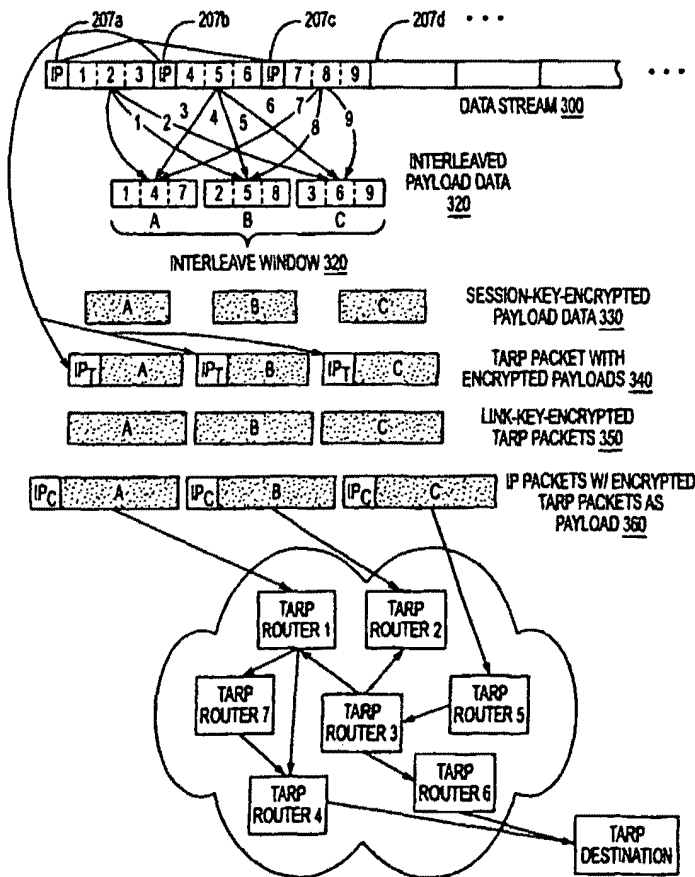 207a 207b 207c 207d ...
IP 1 2 3 IP 4 5 6 IP 7 8 9 ...
DATA STREAM 300
1 2 3 4 5 6 7 8 9
INTERLEAVED
PAYLOAD DATA
320
1 4 7 2 5 8 3 6 9
A B C
INTERLEAVE WINDOW 320
A B C
SESSION-KEY-ENCRYPTED
PAYLOAD DATA 330
IPT A IPT B IPT C
TARP PACKET WITH
ENCRYPTED PAYLOADS 340
A B C
LINK-KEY-ENCRYPTED
TARP PACKETS 350
IPC A IPC B IPC C
IP PACKETS W/ ENCRYPTED
TARP PACKETS AS
PAYLOAD 360
TARP
ROUTER 1
TARP
ROUTER 2
TARP
ROUTER 7
TARP
ROUTER 3
TARP
ROUTER 5
TARP
ROUTER 4
TARP
ROUTER 6
TARP
DESTINATION